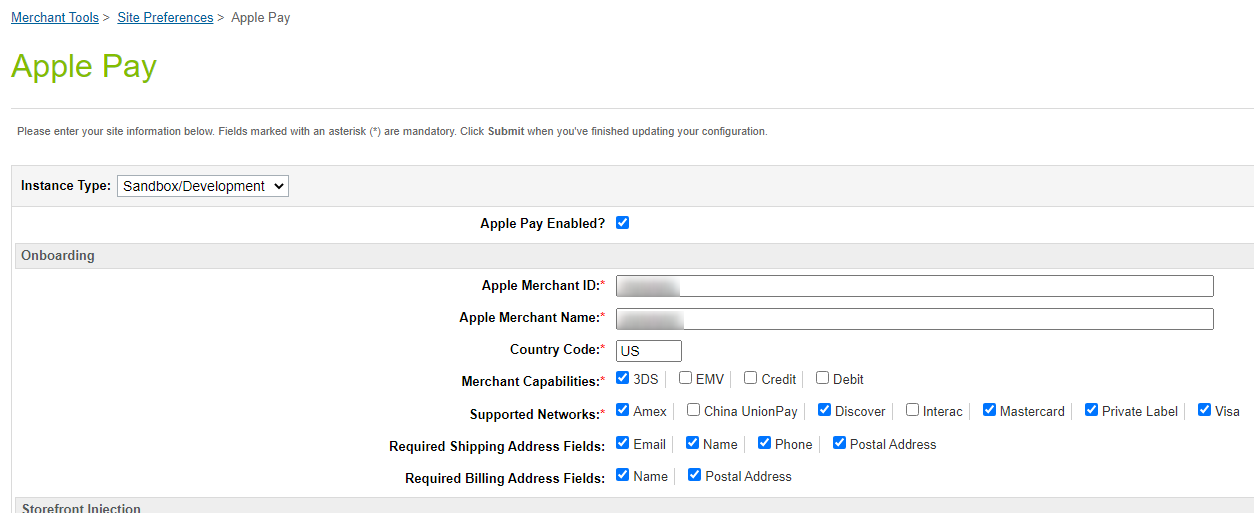 Merchant Tools > Site Preferences > Apple Pay
Apple Pay
Please enter your site information below. Fields marked with an asterisk (*) are mandatory. Click Submit when you've finished updating your configuration.
Instance Type: Sandbox/Development
Apple Pay Enabled?
Onboarding
Apple Merchant ID:*
Apple Merchant Name:*
Country Code:* US
Merchant Capabilities:* 3DS EMV Credit Debit
Supported Networks:* Amex China UnionPay Discover Interac Mastercard Private Label Visa
Required Shipping Address Fields: Email Name Phone Postal Address
Required Billing Address Fields: Name Postal Address
Storefront Injection